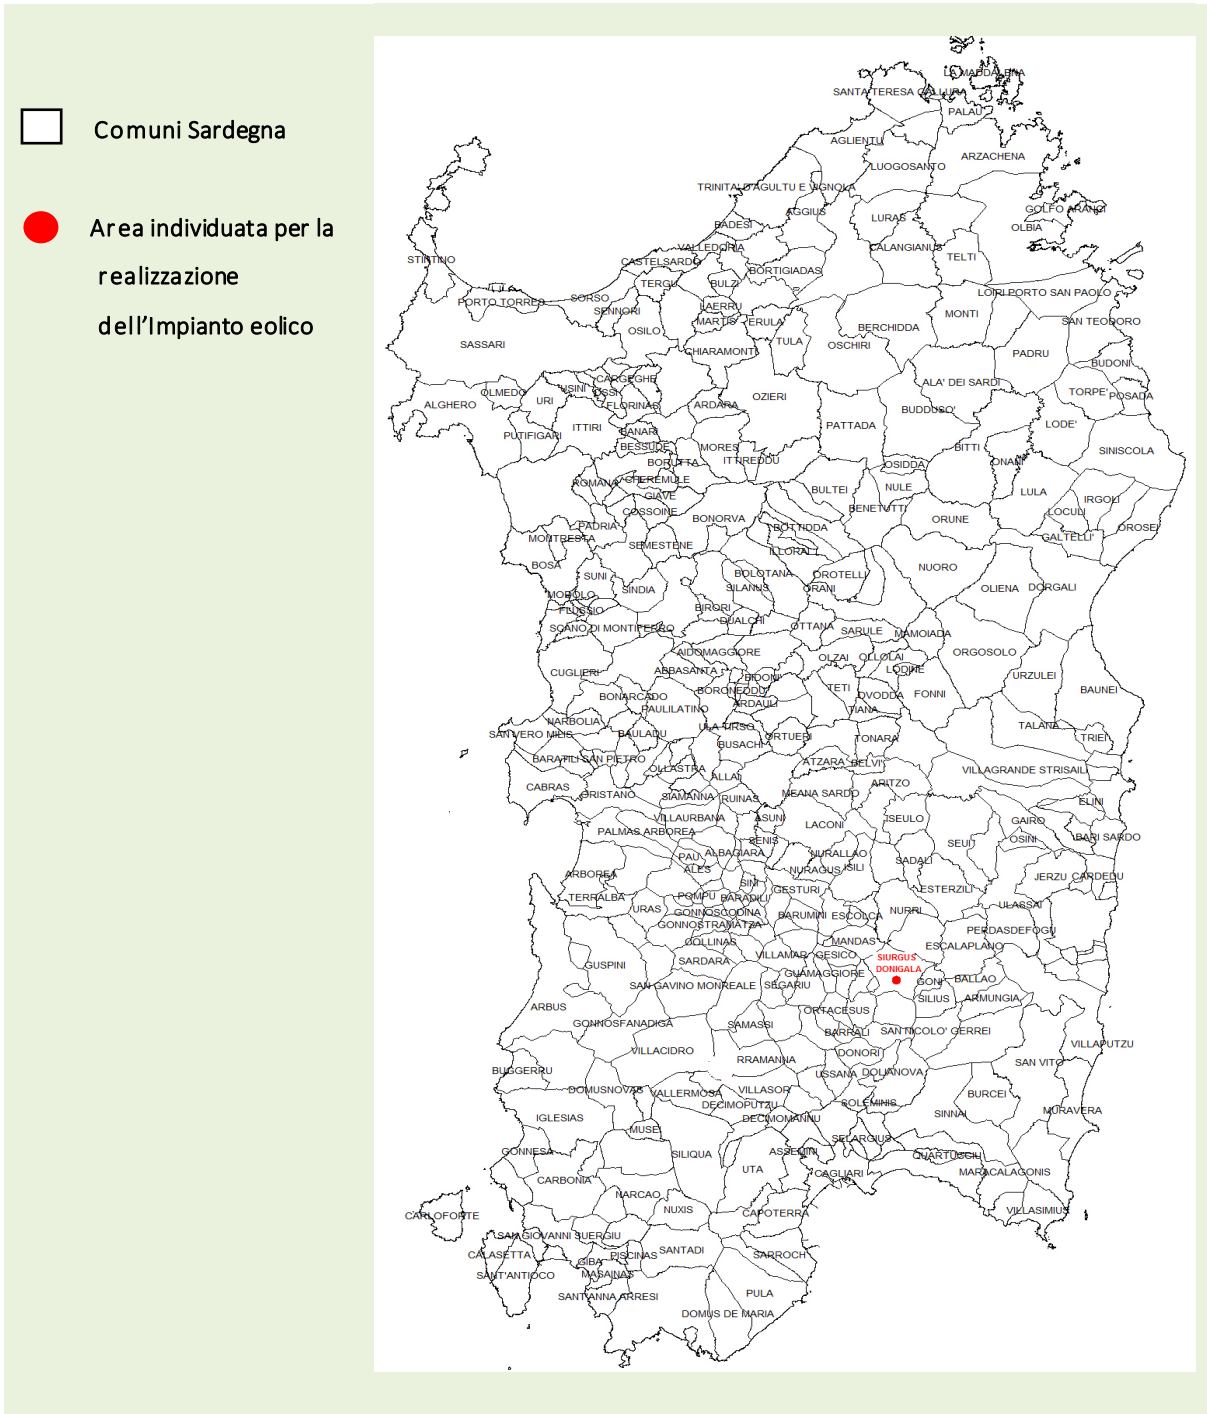 Comuni Sardegna
Area individuata per la
realizzazione
dell'Impianto eolico
LA MADDALENA
SANTA TERESA GALLURA
PALAU
AGLIENTU
ARZACHENA
LUOGOSANTO
TRINITA' D'AGULTU E VIGNOLA
AGGIUS
GOLFO ARANCI
LURAS
BADESI
OLBIA
VALLEDORIA
CALANGIANUS
STINTINO
CASTELSARDO
TELTI
BORTIGIADAS
TERGU
BULZI
LOIRI PORTO SAN PAOLO
PORTO TORRES
SORSO
SENNORI
LAERRU
MONTI
MARTIS
ERULA
SAN TEODORO
OSILO
BERCHIDDA
SASSARI
TULA
OSCHIRI
CHIARAMONTI
PADRU
BUDONI
CARGEGHE
ALA' DEI SARDI
USINI
OSSI
OLMEDO
TORPE'
POSADA
URI
OZIERI
ALGHERO
FLORINAS
ARDARA
BUDDUSO'
ITTIRI
PATTADA
LODE'
BANARI
PUTIFIGARI
BESSUDE
MORES
BITTI
SINISCOLA
BORUTTA
ITTIREDDU
OSIDDA
ONANI'
CHEREMULE
ROMANA
NULE
BULTEI
LULA
GIAVE
IRGOLI
BENETUTTI
COSSOINE
LOCULI
BONORVA
ORUNE
PADRIA
BOTTIDDA
OROSEI
MONTRESTA
GALTELLI'
SEMESTENE
ILLORAI
BOSA
NUORO
SUNI
BOLOTANA
OROTELLI
SINDIA
SILANUS
ORANI
OLIENA
DORGALI
MODOLO
FLUSSIO
BIRORI
DUALCHI
SCANO DI MONTIFERRO
OTTANA
SARULE
MAMOIADA
AIDOMAGGIORE
ORGOSOLO
OLZAI
OLLOLAI
CUGLIERI
ABBASANTA
LODINE
BIDONI'
URZULEI
BORONEDDU
TETI
BAUNEI
BONARCADO
OVODDA
FONNI
ARDAULI
PAULILATINO
TIANA
NARBOLIA
ULA TIRSO
TALANA
SAN VERO MILIS
BAULADU
ORTUERI
TONARA
TRIEI
BUSACHI
BARATILI SAN PIETRO
ATZARA
BELVI'
OLLASTRA
VILLAGRANDE STRISAILI
ALLAI
ARITZO
CABRAS
ORISTANO
MEANA SARDO
SIAMANNA
RUINAS
ELINI
VILLAURBANA
ASUNI
ISEULO
GAIRO
LACONI
PALMAS ARBOREA
BARI SARDO
SENIS
OSINI
SEUI
ALBAGIARA
NURALLAO
PAU
SADALI
ALES
NURAGUS
ISILI
ARBOREA
JERZU
CARDEDU
SINI
ESTERZILI
GESTURI
TERRALBA
POMPU
BARADILI
ULASSAI
URAS
GONNOSCODINA
NURRI
BARUMINI
ESCOLCA
GONNOSTRAMATZA
PERDASDEFOGU
COLLINAS
MANDAS
ESCALAPLANO
VILLAMAR
GESICO
SIURGUS
DONIGALA
SARDARA
GUSPINI
GUAMAGGIORE
SAN GAVINO MONREALE
SEGARIU
GONI
BALLAO
SILIUS
ARMUNGIA
ARBUS
ORTACESUS
GONNOSFANADIGA
SAMASSI
BARRALI
SAN NICOLO' GERREI
VILLAPUTZU
VILLACIDRO
DONORI
RRAMANNA
SAN VITO
BUGGERRU
USSANA
DOLIANOVA
DOMUSNOVAS
VALLERMOSA
VILLASOR
BURCEI
DECIMOPUTZU
SOLEMINIS
MURAVERA
IGLESIAS
DECIMOMANNU
SINNAI
MUSEI
SELARGIUS
GONNESA
ASSEMINI
SILIQUA
QUARTUCCIU
UTA
CAGLIARI
MARACALAGONIS
CARBONIA
NARCAO
NUXIS
CAPOTERRA
VILLASIMIUS
CARLOFORTE
SAN GIOVANNI SUERGIU
SANTADI
CALASETTA
PISCINAS
SARROCH
GIBA
SANT'ANTIOCO
MASAINAS
SANT'ANNA ARRESI
PULA
DOMUS DE MARIA